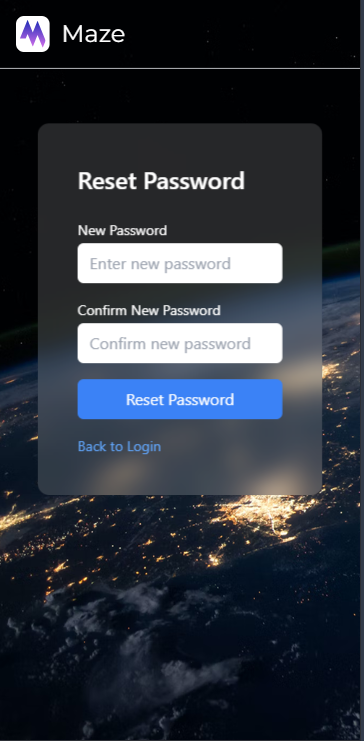 Maze
Reset Password
New Password
Enter new password
Confirm New Password
Confirm new password
Reset Password
Back to Login